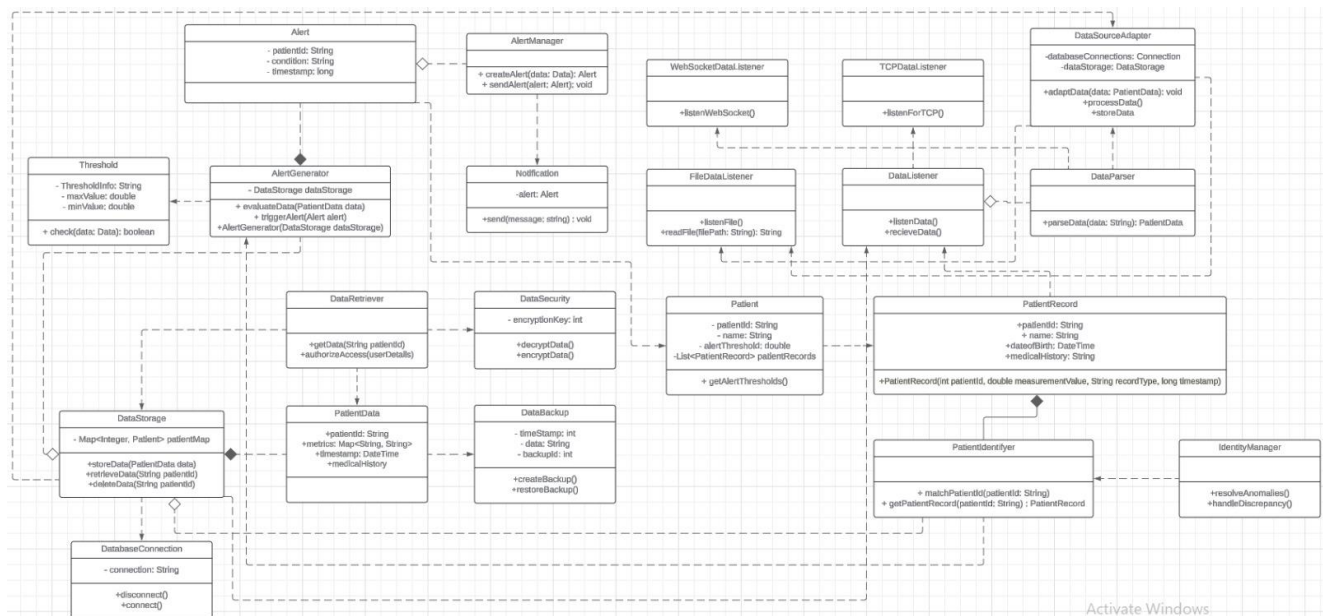 Alert
- patientId: String
- condition: String
- timestamp: long
AlertManager
+ createAlert(data: Data): Alert
+ sendAlert(alert: Alert): void
WebSocketDataListener
+listenWebSocket()
TCPDataListener
+listenForTCP()
DataSourceAdapter
-databaseConnections: Connection
-dataStorage: DataStorage
+adaptData(data: PatientData): void
+processData()
+storeData
Threshold
- ThresholdInfo: String
- maxValue: double
- minValue: double
+ check(data: Data): boolean
AlertGenerator
- DataStorage dataStorage
+ evaluateData(PatientData data)
+ triggerAlert(Alert alert)
+AlertGenerator(DataStorage dataStorage)
Notification
-alert: Alert
+send(message: string) : void
FileDataListener
+listenFile()
+readFile(filePath: String): String
DataListener
+listenData()
+recieveData()
DataParser
+parseData(data: String): PatientData
DataRetriever
+getData(String patientId)
+authorizeAccess(userDetails)
DataSecurity
- encryptionKey: int
+decryptData()
+encryptData()
Patient
- patientId: String
- name: String
- alertThreshold: double
-List<PatientRecord> patientRecords
+ getAlertThresholds()
PatientRecord
+patientId: String
+ name: String
+dateofBirth: DateTime
+medicalHistory: String
+PatientRecord(int patientId, double measurementValue, String recordType, long timestamp)
DataStorage
- Map<Integer, Patient> patientMap
+storeData(PatientData data)
+retrieveData(String patientId)
+deleteData(String patientId)
PatientData
+patientId: String
+metrics: Map<String, String>
+timestamp: DateTime
+medicalHistory
DataBackup
- timeStamp: int
- data: String
- backupId: int
+createBackup()
+restoreBackup()
PatientIdentifyer
+ matchPatientId(patientId: String)
+ getPatientRecord(patientId: String) : PatientRecord
IdentityManager
+resolveAnomalies()
+handleDiscrepancy()
DatabaseConnection
- connection: String
+disconnect()
+connect()
Activate Windows